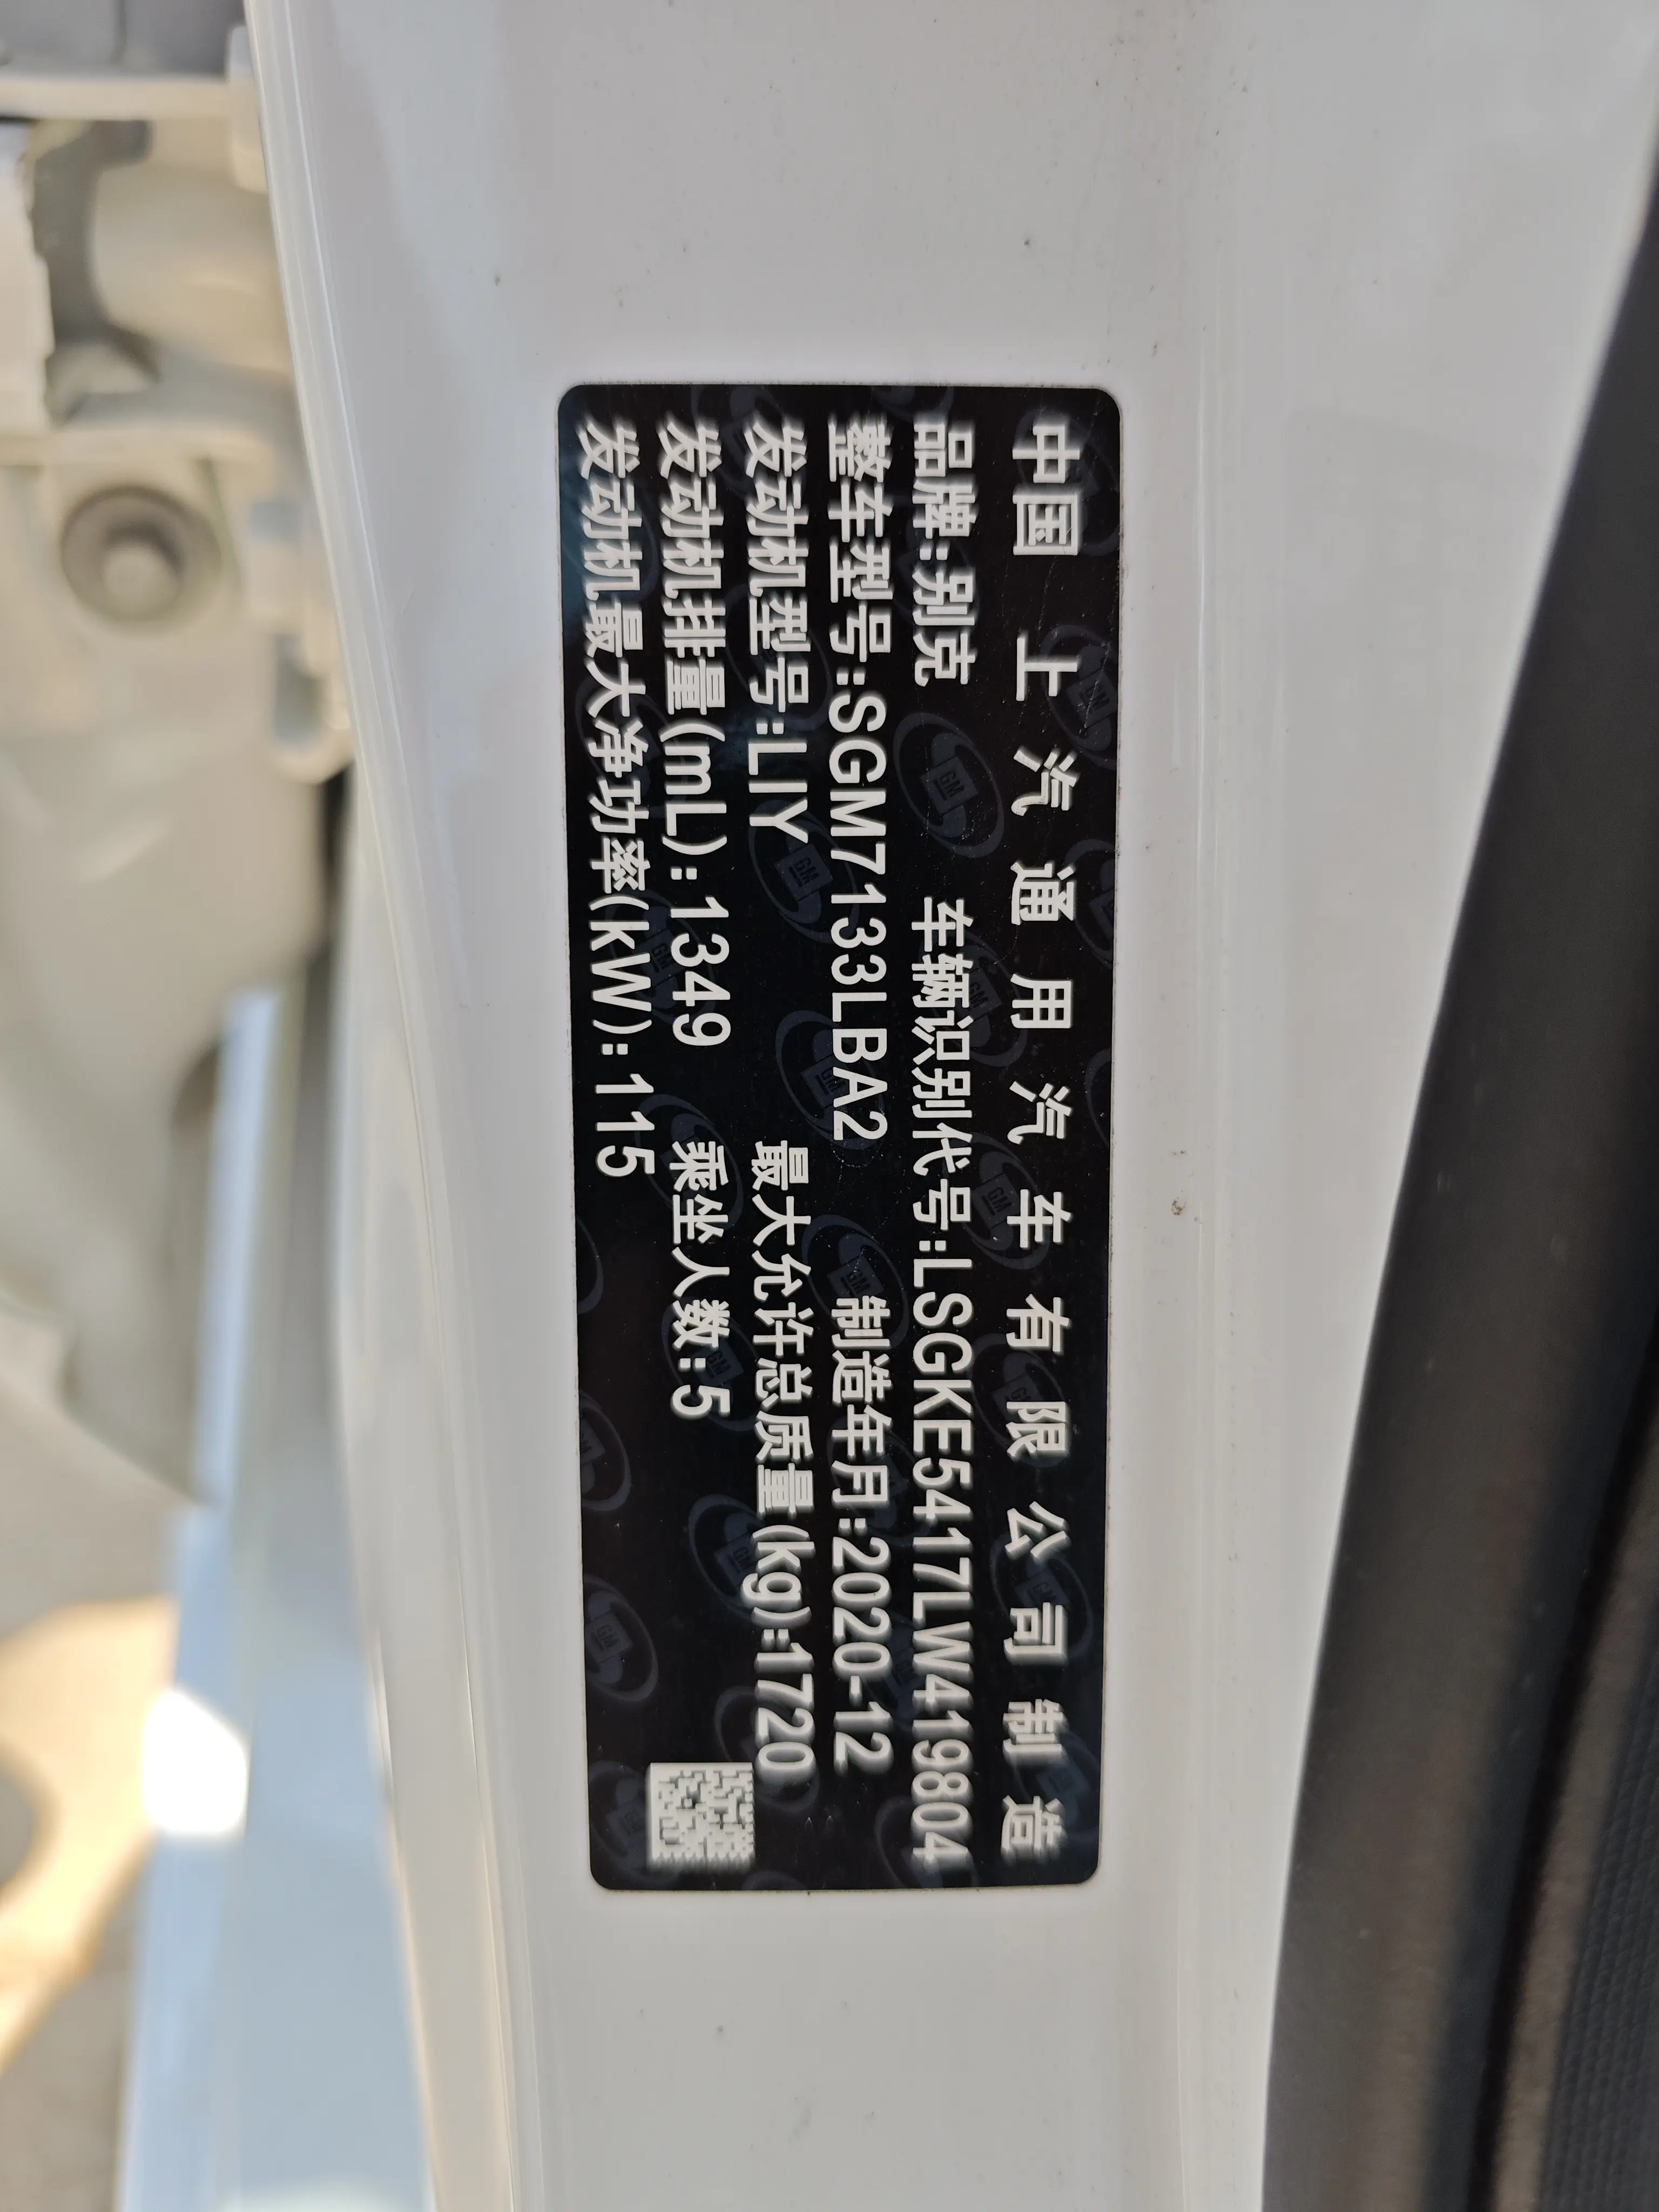 中国 上汽通用汽车有限公司制造
品牌:别克 车辆识别代号:LSGKE5417LW419804
整车型号:SGM7133LBA2 制造年月:2020-12
发动机型号:LIY 最大允许总质量(kg):1720
发动机排量(mL):1349 乘坐人数:5
发动机最大净功率(kW):115